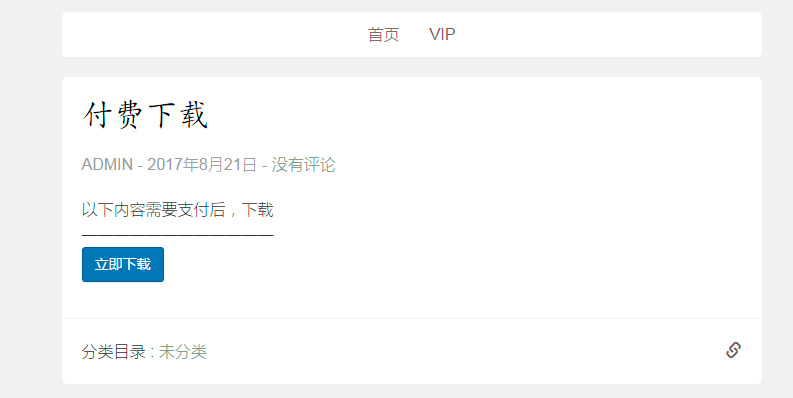 首页 VIP
付费下载
ADMIN - 2017年8月21日 - 没有评论
以下内容需要支付后，下载
————————————
立即下载
分类目录 : 未分类